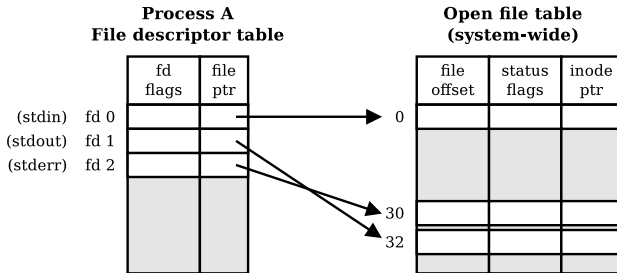 Process A
File descriptor table
Open file table
(system-wide)
fd
flags
file
ptr
file
offset
status
flags
inode
ptr
(stdin) fd 0
0
(stdout) fd 1
(stderr) fd 2
30
32